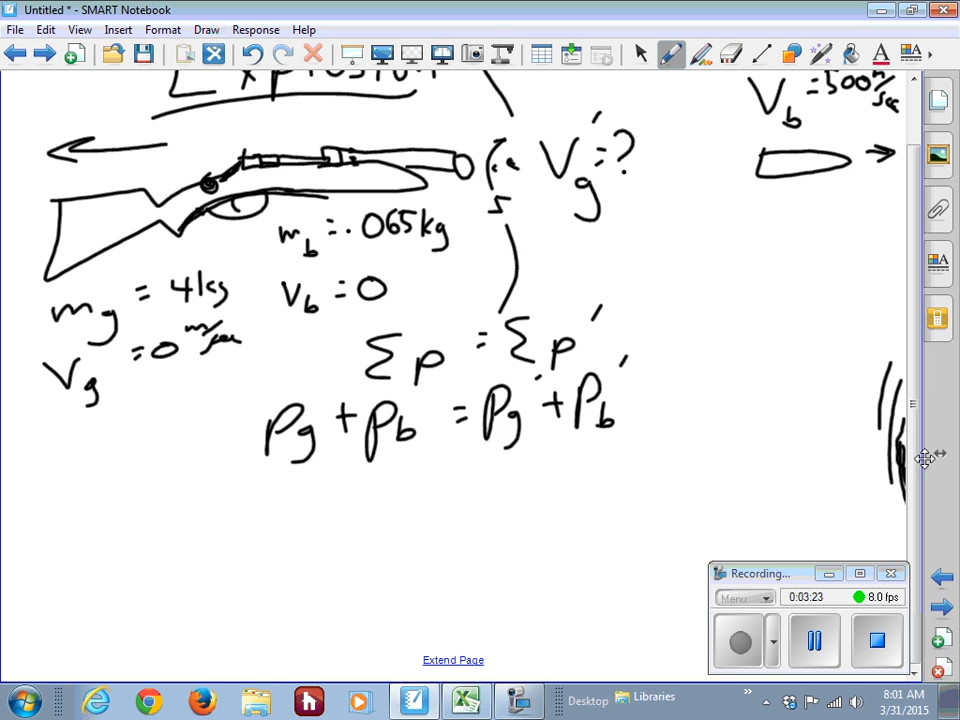 Untitled * - SMART Notebook
File Edit View Insert Format Draw Response Help
Explosion
V_b = 500 m/sec
V_g' = ?
m_b = .065 kg
m_g = 4 kg
V_b = 0
V_g = 0 m/sec
Σp = Σp'
p_g + p_b = p_g' + p_b'
Recording...
Menu
0:03:23
8.0 fps
Extend Page
Desktop
Libraries
»
8:01 AM
3/31/2015